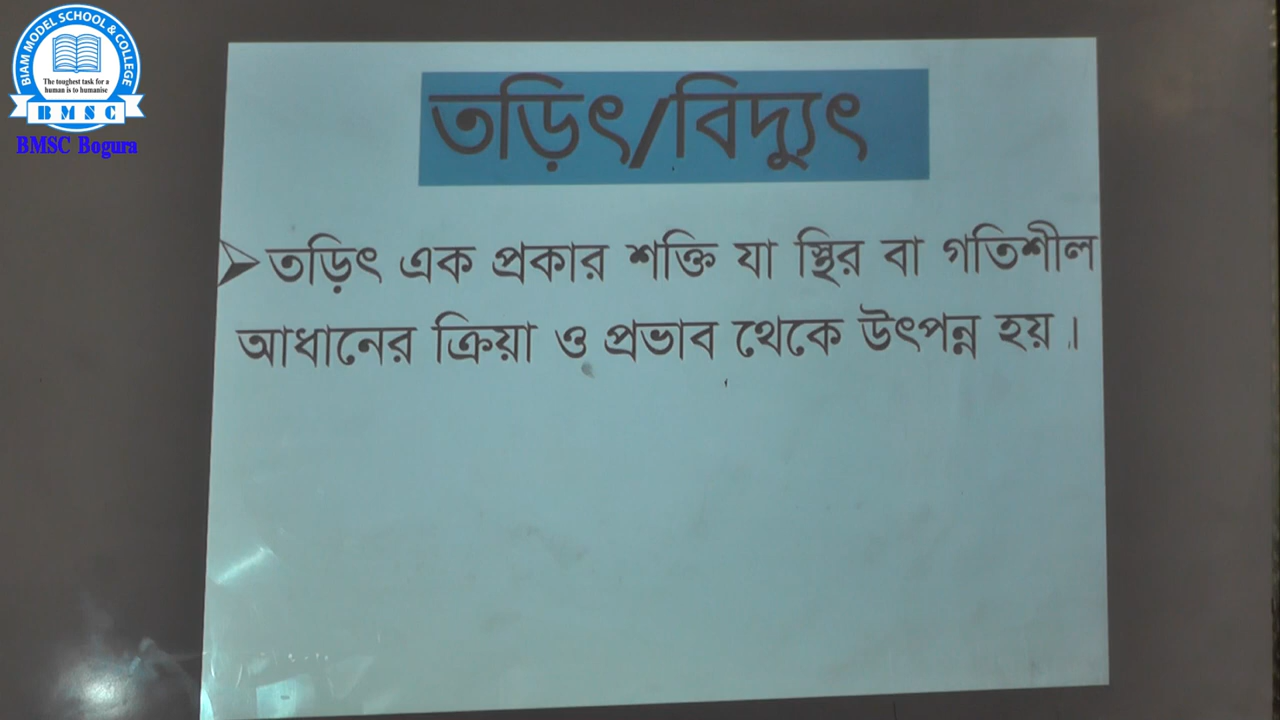 BIAM MODEL SCHOOL & COLLEGE
The toughest task for a
human is to humanise
B M S C
BMSC Bogura
তড়িৎ/বিদ্যুৎ
তড়িৎ এক প্রকার শক্তি যা স্থির বা গতিশীল
আধানের ক্রিয়া ও প্রভাব থেকে উৎপন্ন হয়।